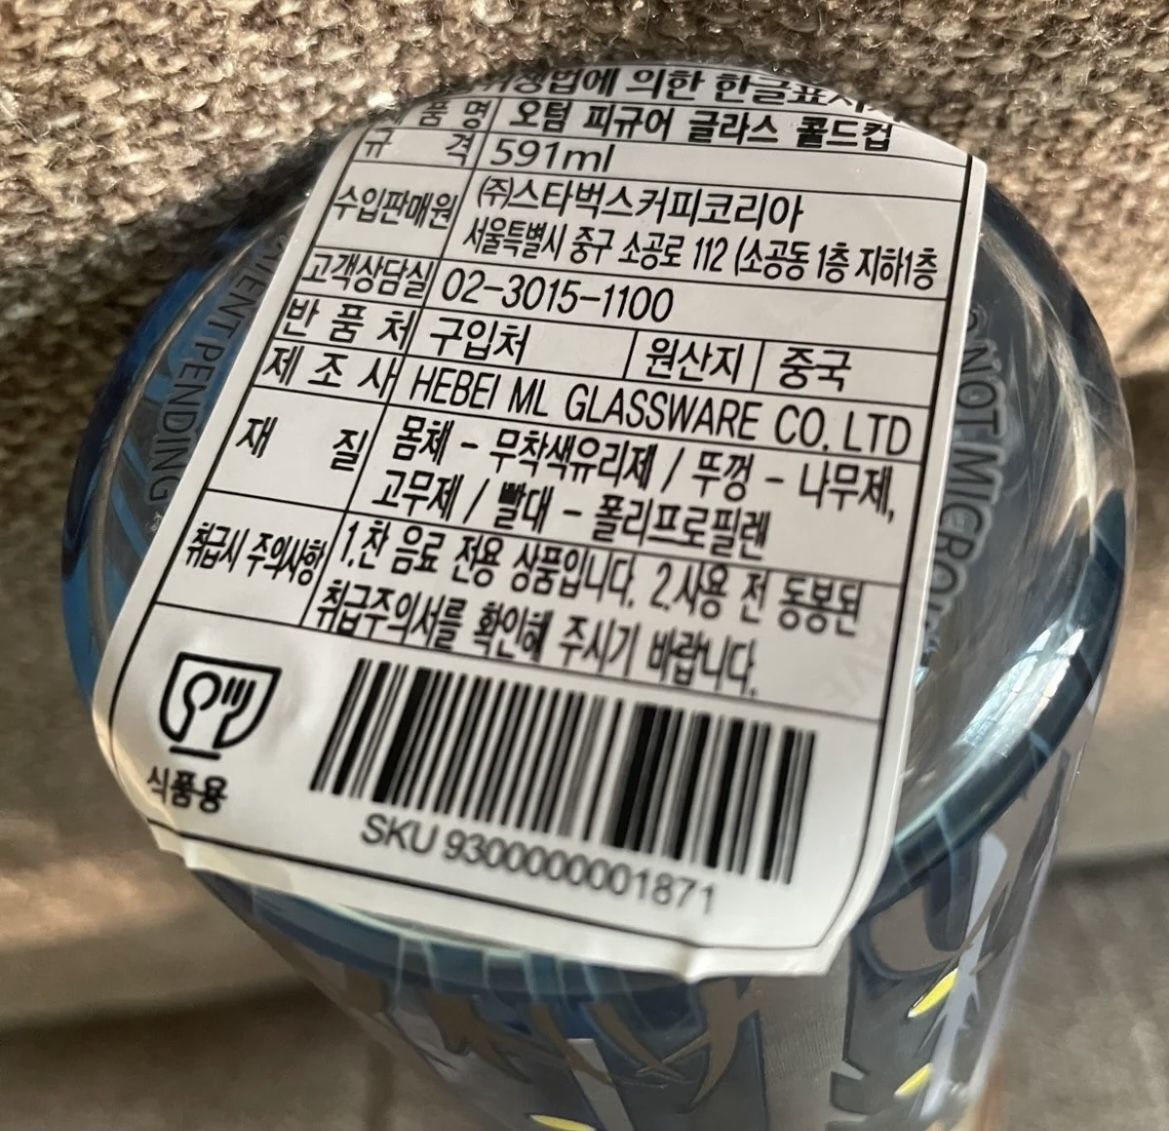 위생법에 의한 한글표시사
품 명 오텀 피규어 글라스 콜드컵
규 격 591ml
수입판매원 (주)스타벅스커피코리아
서울특별시 중구 소공로 112 (소공동 1층 지하1층
고객상담실 02-3015-1100
반 품 처 구입처 원산지 중국
제 조 사 HEBEI ML GLASSWARE CO. LTD
재 질 몸체 - 무착색유리제 / 뚜껑 - 나무제,
고무제 / 빨대 - 폴리프로필렌
취급시 주의사항 1.찬 음료 전용 상품입니다. 2.사용 전 동봉된
취급주의서를 확인해 주시기 바랍니다.
식품용
SKU 9300000001871
PATENT PENDING
NOT MICRO